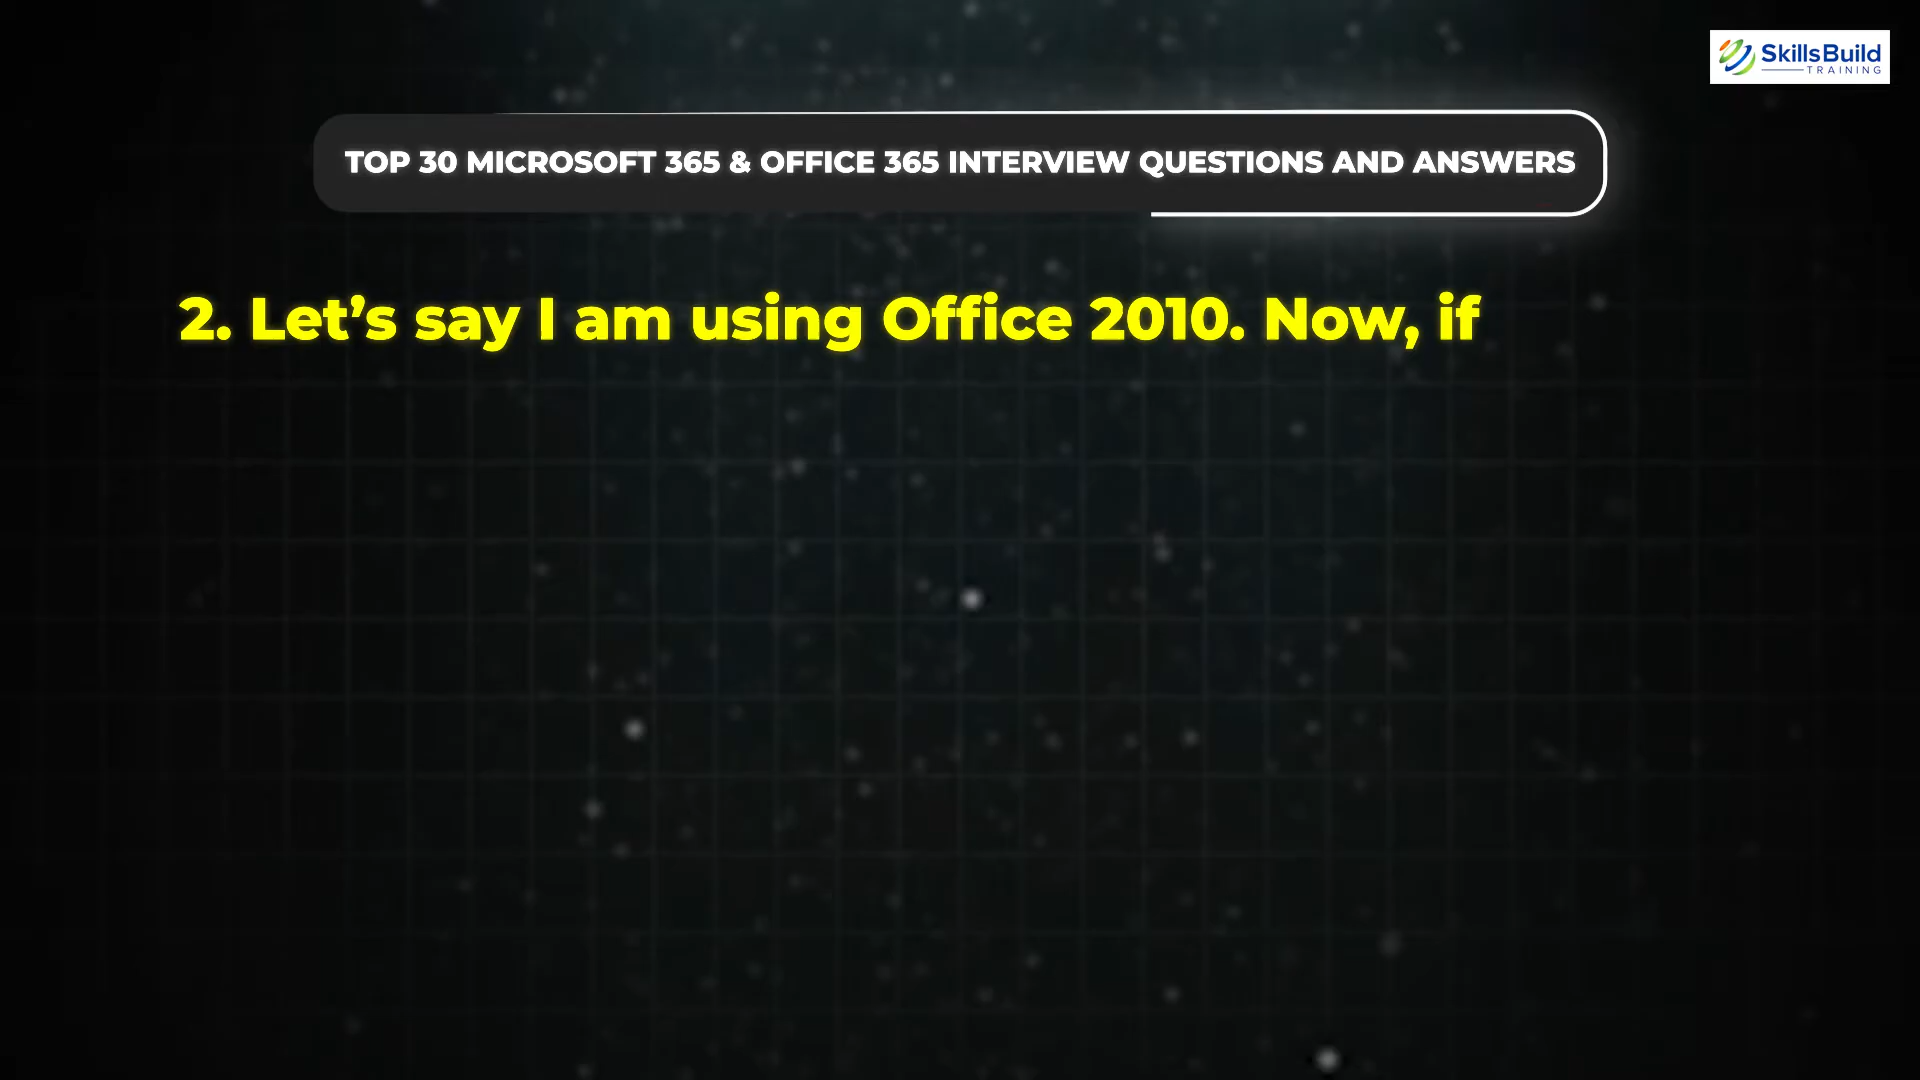 SkillsBuild
TRAINING
TOP 30 MICROSOFT 365 & OFFICE 365 INTERVIEW QUESTIONS AND ANSWERS
2. Let’s say I am using Office 2010. Now, if